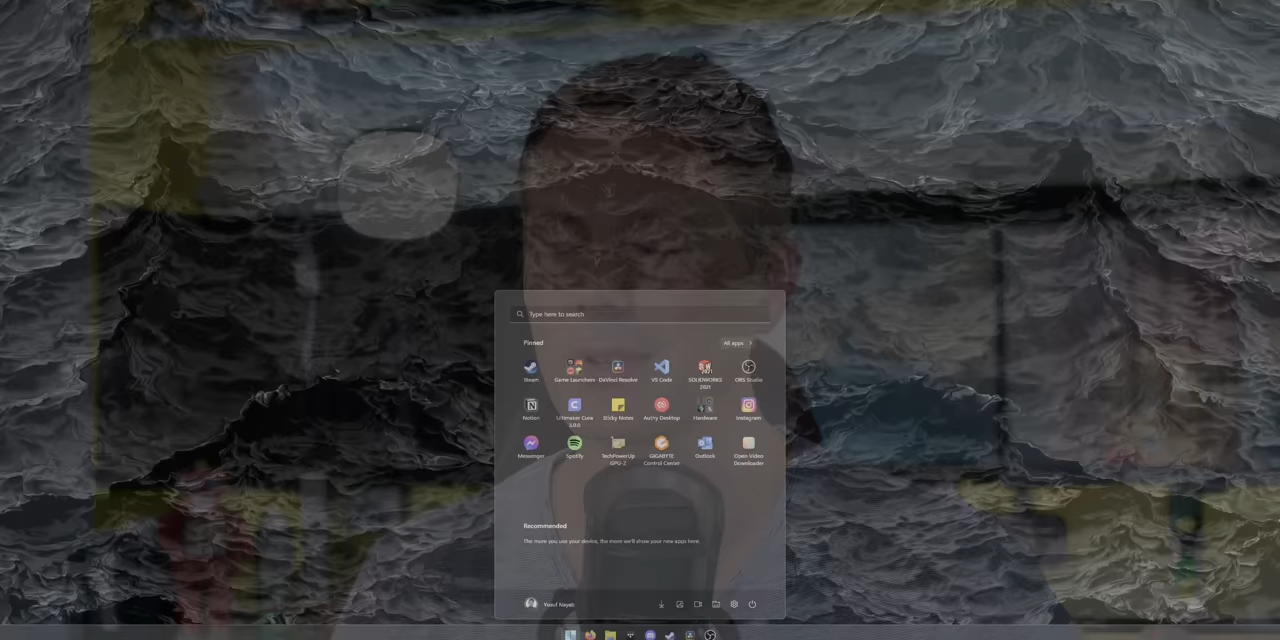 Type here to search
Pinned
All apps
Steam
Game Launchers
DaVinci Resolve
VS Code
SOLIDWORKS
2021
OBS Studio
Notion
Ultimaker Cura
5.0.0
Sticky Notes
Authy Desktop
Hardware
Instagram
Messenger
Spotify
TechPowerUp
GPU-Z
GIGABYTE
Control Center
Outlook
Open Video
Downloader
Recommended
The more you use your device, the more we'll show your new apps here.
Yusuf Nayab